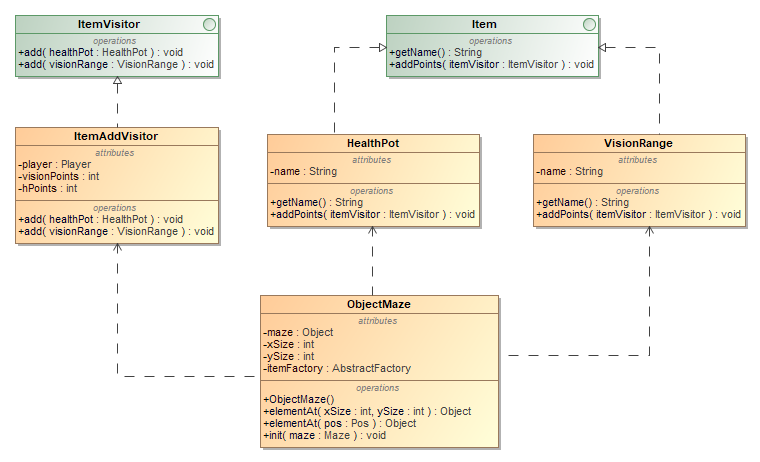 ItemVisitor
operations
+add( healthPot : HealthPot ) : void
+add( visionRange : VisionRange ) : void
Item
operations
+getName() : String
+addPoints( itemVisitor : ItemVisitor ) : void
ItemAddVisitor
attributes
-player : Player
-visionPoints : int
-hPoints : int
operations
+add( healthPot : HealthPot ) : void
+add( visionRange : VisionRange ) : void
HealthPot
attributes
-name : String
operations
+getName() : String
+addPoints( itemVisitor : ItemVisitor ) : void
VisionRange
attributes
-name : String
operations
+getName() : String
+addPoints( itemVisitor : ItemVisitor ) : void
ObjectMaze
attributes
-maze : Object
-xSize : int
-ySize : int
-itemFactory : AbstractFactory
operations
+ObjectMaze()
+elementAt( xSize : int, ySize : int ) : Object
+elementAt( pos : Pos ) : Object
+init( maze : Maze ) : void